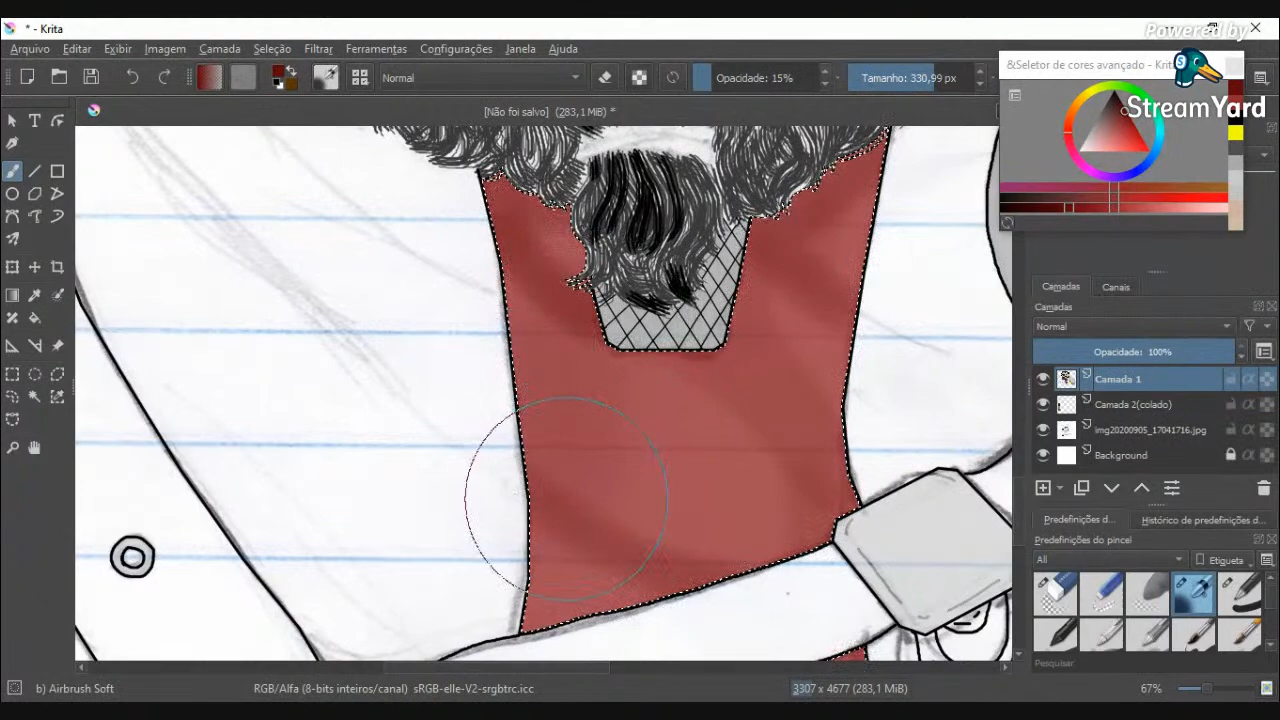 * - Krita
Powered by
Arquivo Editar Exibir Imagem Camada Seleção Filtrar Ferramentas Configurações Janela Ajuda
Normal
Opacidade: 15%
Tamanho: 330,99 px
&Seletor de cores avançado - Krit
StreamYard
[Não foi salvo] (283,1 MiB) *
Camadas Canais
Camadas
Normal
Opacidade: 100%
Camada 1
Camada 2(colado)
img20200905_17041716.jpg
Background
Predefinições d... Histórico de predefinições d...
Predefinições do pincel
All
Etiqueta
Pesquisar
b) Airbrush Soft
RGB/Alfa (8-bits inteiros/canal) sRGB-elle-V2-srgbtrc.icc
3307 x 4677 (283,1 MiB)
67%